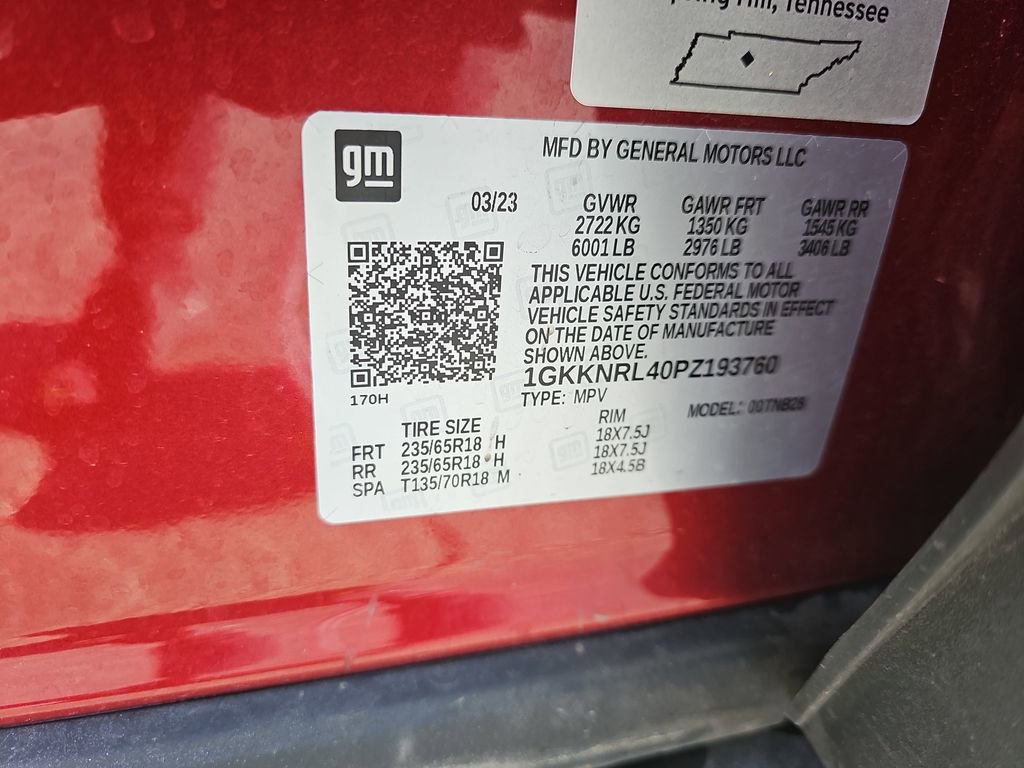 Hill, Tennessee
gm
MFD BY GENERAL MOTORS LLC
03/23 GVWR GAWR FRT GAWR RR
2722 KG 1350 KG 1545 KG
6001 LB 2976 LB 3406 LB
THIS VEHICLE CONFORMS TO ALL
APPLICABLE U.S. FEDERAL MOTOR
VEHICLE SAFETY STANDARDS IN EFFECT
ON THE DATE OF MANUFACTURE
SHOWN ABOVE.
1GKKNRL40PZ193760
170H
TYPE: MPV MODEL: 00TNB26
TIRE SIZE RIM
FRT 235/65R18 H 18X7.5J
RR 235/65R18 H 18X7.5J
SPA T135/70R18 M 18X4.5B